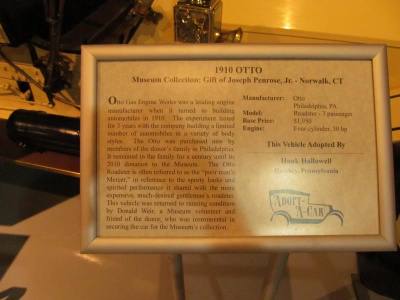 1910 OTTO
Museum Collection: Gift of Joseph Penrose, Jr. - Norwalk, CT
Otto Gas Engine Works was a leading engine
manufacturer when it turned to building
automobiles in 1910. The experiment lasted
for 3 years with the company building a limited
number of automobiles in a variety of body
styles. The Otto was purchased new by
members of the donor's family in Philadelphia.
It remained in the family for a century until its
2010 donation to the Museum. The Otto
Roadster is often referred to as the "poor man's
Mercer," in reference to the sporty looks and
spirited performance it shared with the more
expensive, much-desired gentleman's roadster.
This vehicle was returned to running condition
by Donald Weir, a Museum volunteer and
friend of the donor, who was instrumental in
securing the car for the Museum's collection.
Manufacturer: Otto
Philadelphia, PA
Model: Roadster - 3 passenger
Base Price: $1,950
Engine: Four cylinder, 30 hp
This Vehicle Adopted By
Hank Hallowell
Pennsylvania
ADOPT-
A-CAR